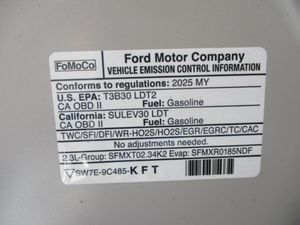 FoMoCo
Ford Motor Company
VEHICLE EMISSION CONTROL INFORMATION
Conforms to regulations: 2025 MY
U.S. EPA: T3B30 LDT2
CA OBD II Fuel: Gasoline
California: SULEV30 LDT
CA OBD II Fuel: Gasoline
TWC/SFI/DFI/WR-HO2S/HO2S/EGR/EGRC/TC/CAC
No adjustments needed.
2.3L-Group: SFMXT02.34K2 Evap: SFMXR0185NDF
SW7E-9C485-KFT